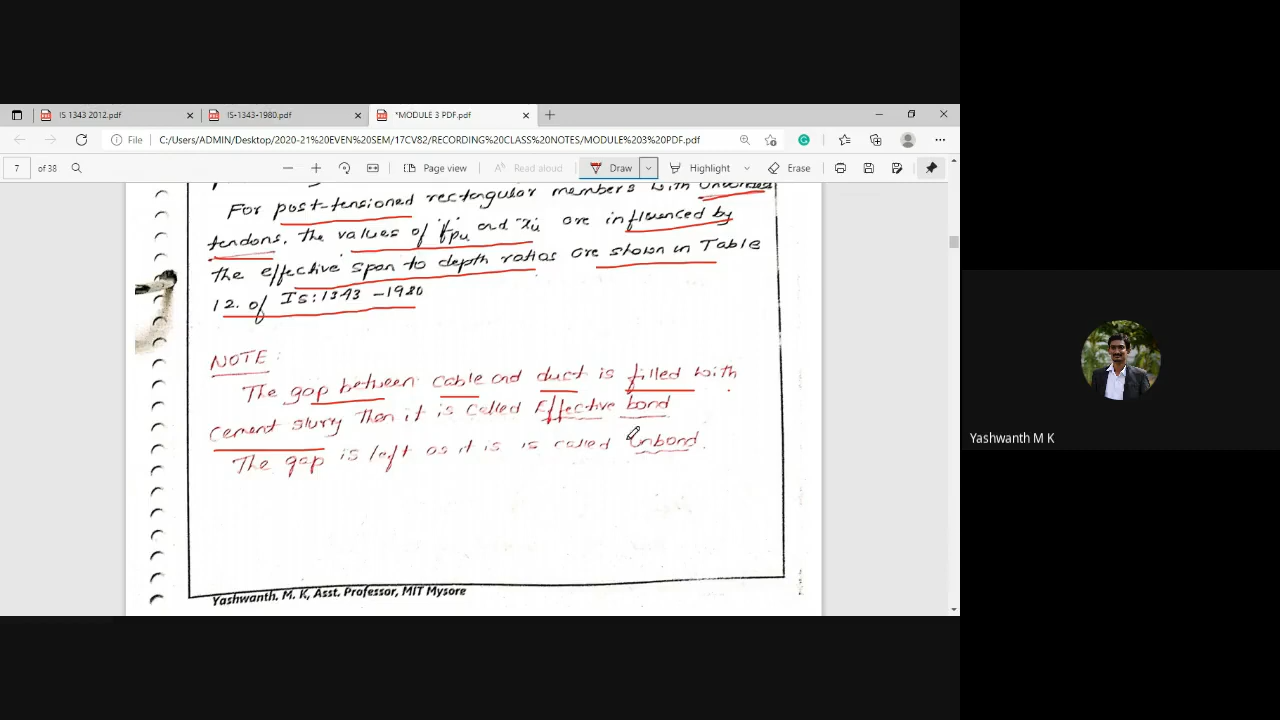 IS 1343 2012.pdf
IS-1343-1980.pdf
*MODULE 3 PDF.pdf
File C:/Users/ADMIN/Desktop/2020-21%20EVEN%20SEM/17CV82/RECORDING%20CLASS%20NOTES/MODULE%203%20PDF.pdf
7 of 38 Page view Read aloud Draw Highlight Erase
rectangular members with
For post-tensioned
tendons. The values of fpu and xu are influenced by
the effective span to depth ratios are shown in Table
12. of IS:1343 -1980
NOTE:
The gap between cable and duct is filled with
cement slurry Then it is called Effective bond
The gap is left as it is is called Unbond.
Yashwanth. M. K, Asst. Professor, MIT Mysore
Yashwanth M K